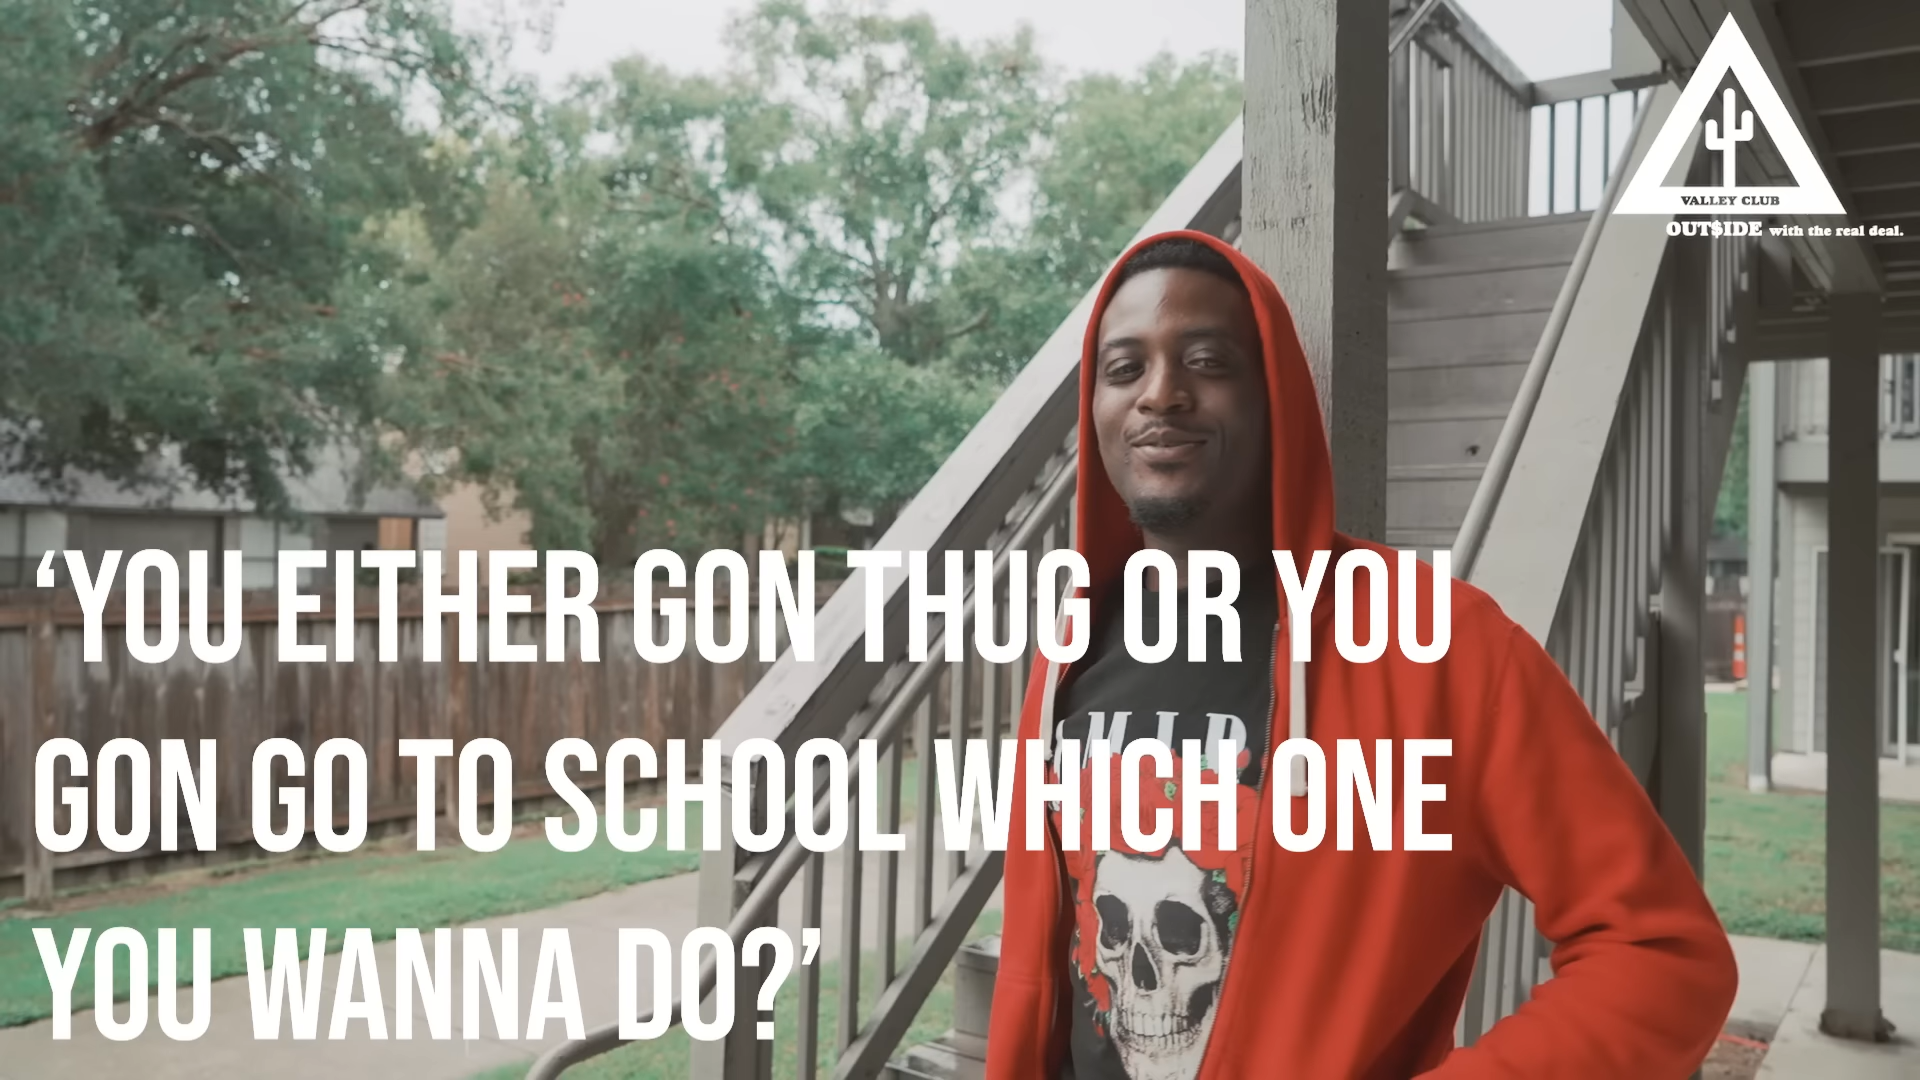 VALLEY CLUB
OUT$IDE with the real deal.
‘YOU EITHER GON THUG OR YOU
GON GO TO SCHOOL WHICH ONE
YOU WANNA DO?’